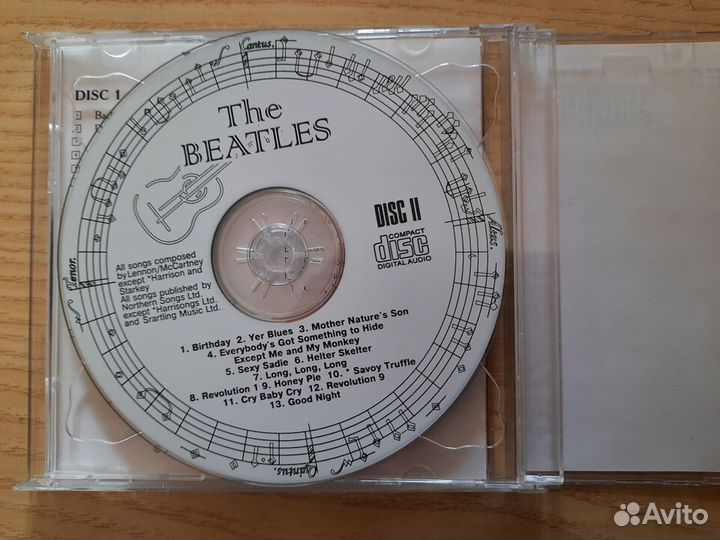 DISC 1
Cantus.
The
BEATLES
Altus.
Tenor.
DISC II
COMPACT
disc
DIGITAL AUDIO
All songs composed
by Lennon/McCartney
except *Harrison and
Starkey
All songs published by
Northern Songs Ltd.
except *Harrisongs Ltd.
and Srartling Music Ltd.
1. Birthday 2. Yer Blues 3. Mother Nature's Son
4. Everybody's Got Something to Hide
Except Me and My Monkey
5. Sexy Sadie 6. Helter Skelter
7. Long, Long, Long
8. Revolution 1 9. Honey Pie 10. * Savoy Truffle
11. Cry Baby Cry 12. Revolution 9
13. Good Night
Quintus.
Avito